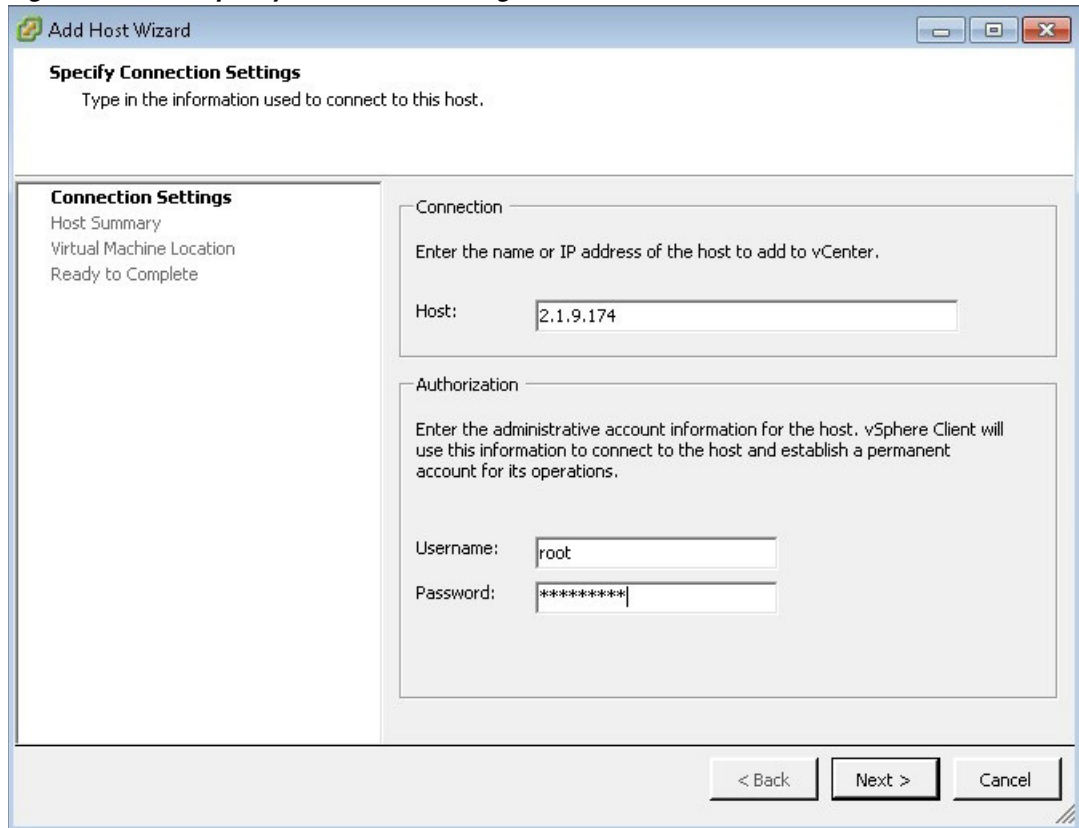 Add Host Wizard
Specify Connection Settings
Type in the information used to connect to this host.
Connection Settings
Host Summary
Virtual Machine Location
Ready to Complete
Connection
Enter the name or IP address of the host to add to vCenter.
Host: 2.1.9.174
Authorization
Enter the administrative account information for the host. vSphere Client will
use this information to connect to the host and establish a permanent
account for its operations.
Username: root
Password: *********
< Back Next > Cancel